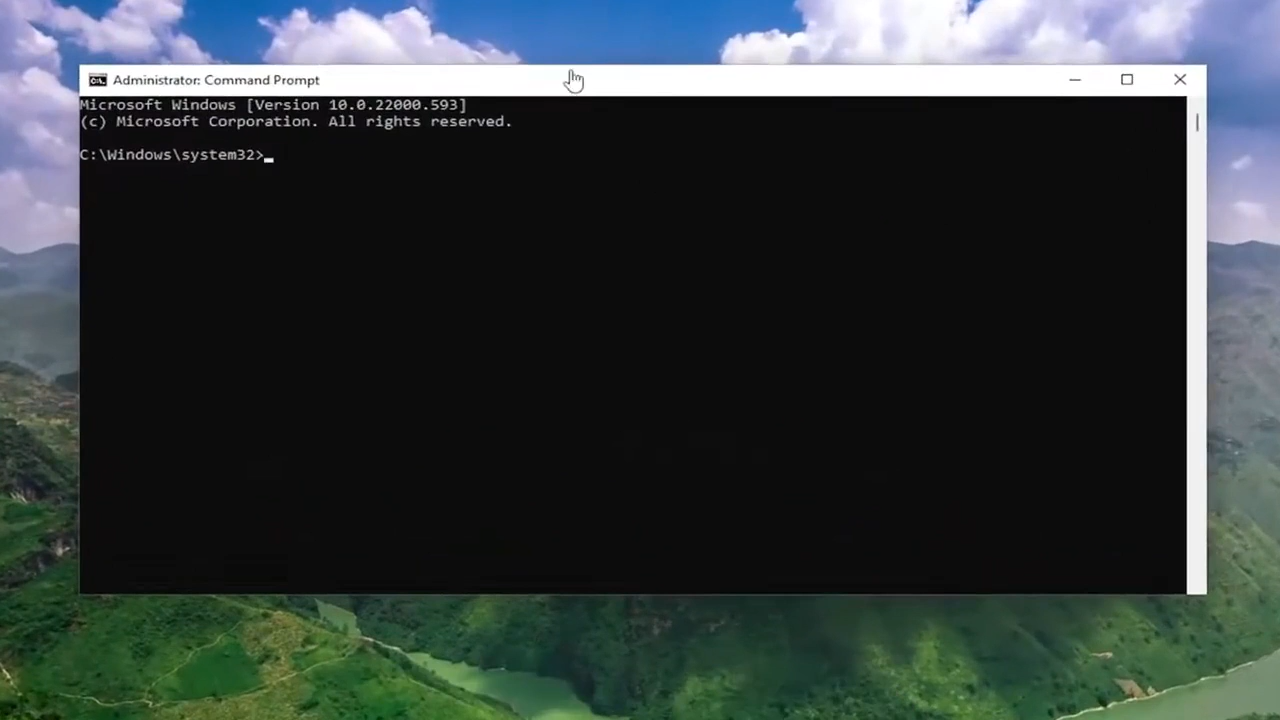 Administrator: Command Prompt
Microsoft Windows [Version 10.0.22000.593]
(c) Microsoft Corporation. All rights reserved.
C:\Windows\system32>